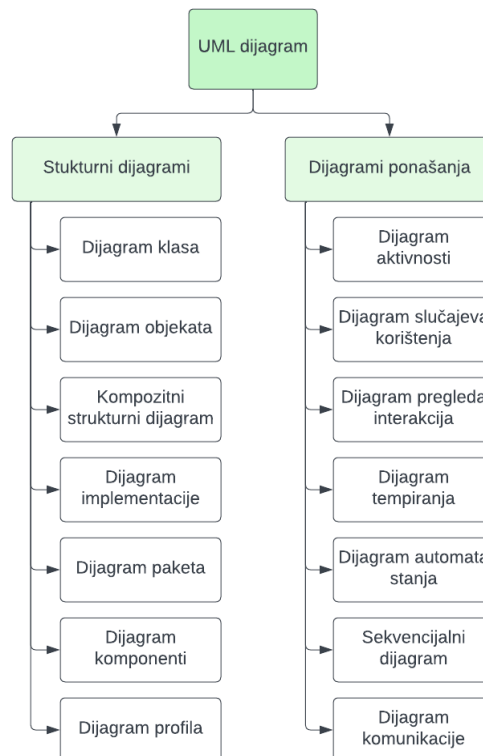 UML dijagram
Stukturni dijagrami
Dijagrami ponašanja
Dijagram klasa
Dijagram objekata
Kompozitni
strukturni dijagram
Dijagram
implementacije
Dijagram paketa
Dijagram
komponenti
Dijagram profila
Dijagram
aktivnosti
Dijagram slučajeva
korištenja
Dijagram pregleda
interakcija
Dijagram
tempiranja
Dijagram automata
stanja
Sekvencijalni
dijagram
Dijagram
komunikacije